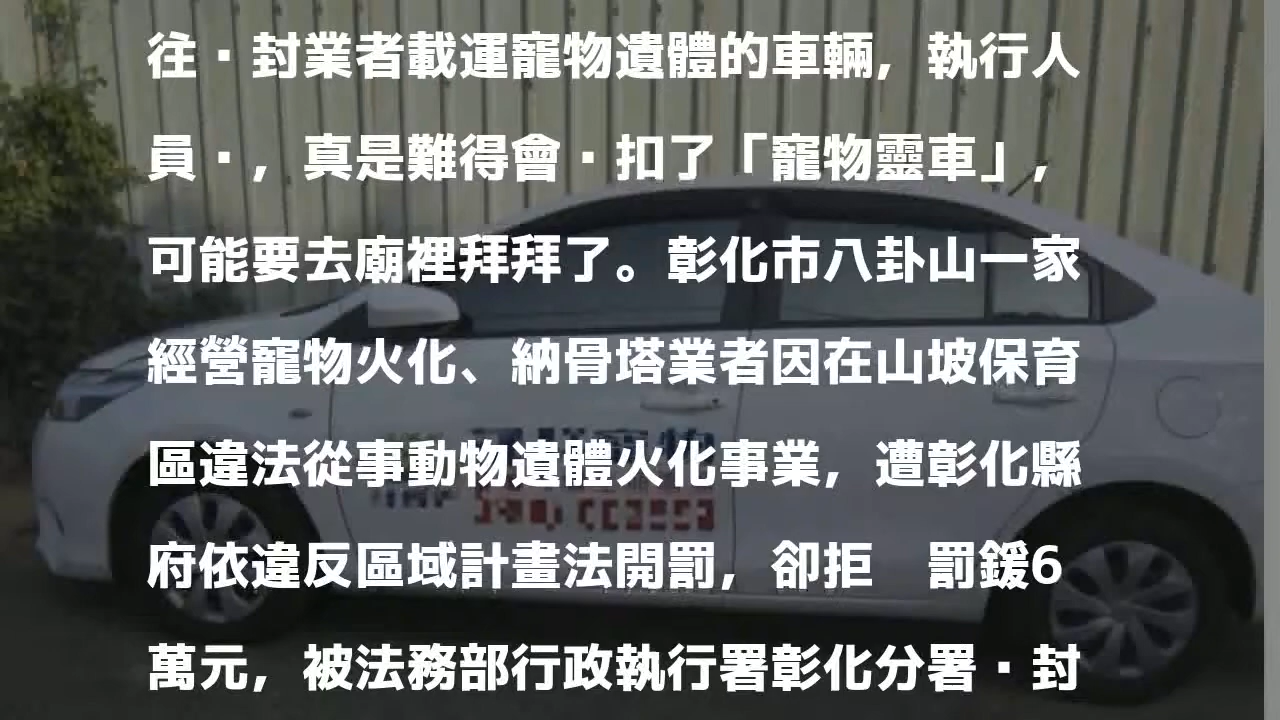 往·封業者載運寵物遺體的車輛，執行人
員·，真是難得會·扣了「寵物靈車」，
可能要去廟裡拜拜了。彰化市八卦山一家
經營寵物火化、納骨塔業者因在山坡保育
區違法從事動物遺體火化事業，遭彰化縣
府依違反區域計畫法開罰，卻拒　罰鍰6
萬元，被法務部行政執行署彰化分署·封